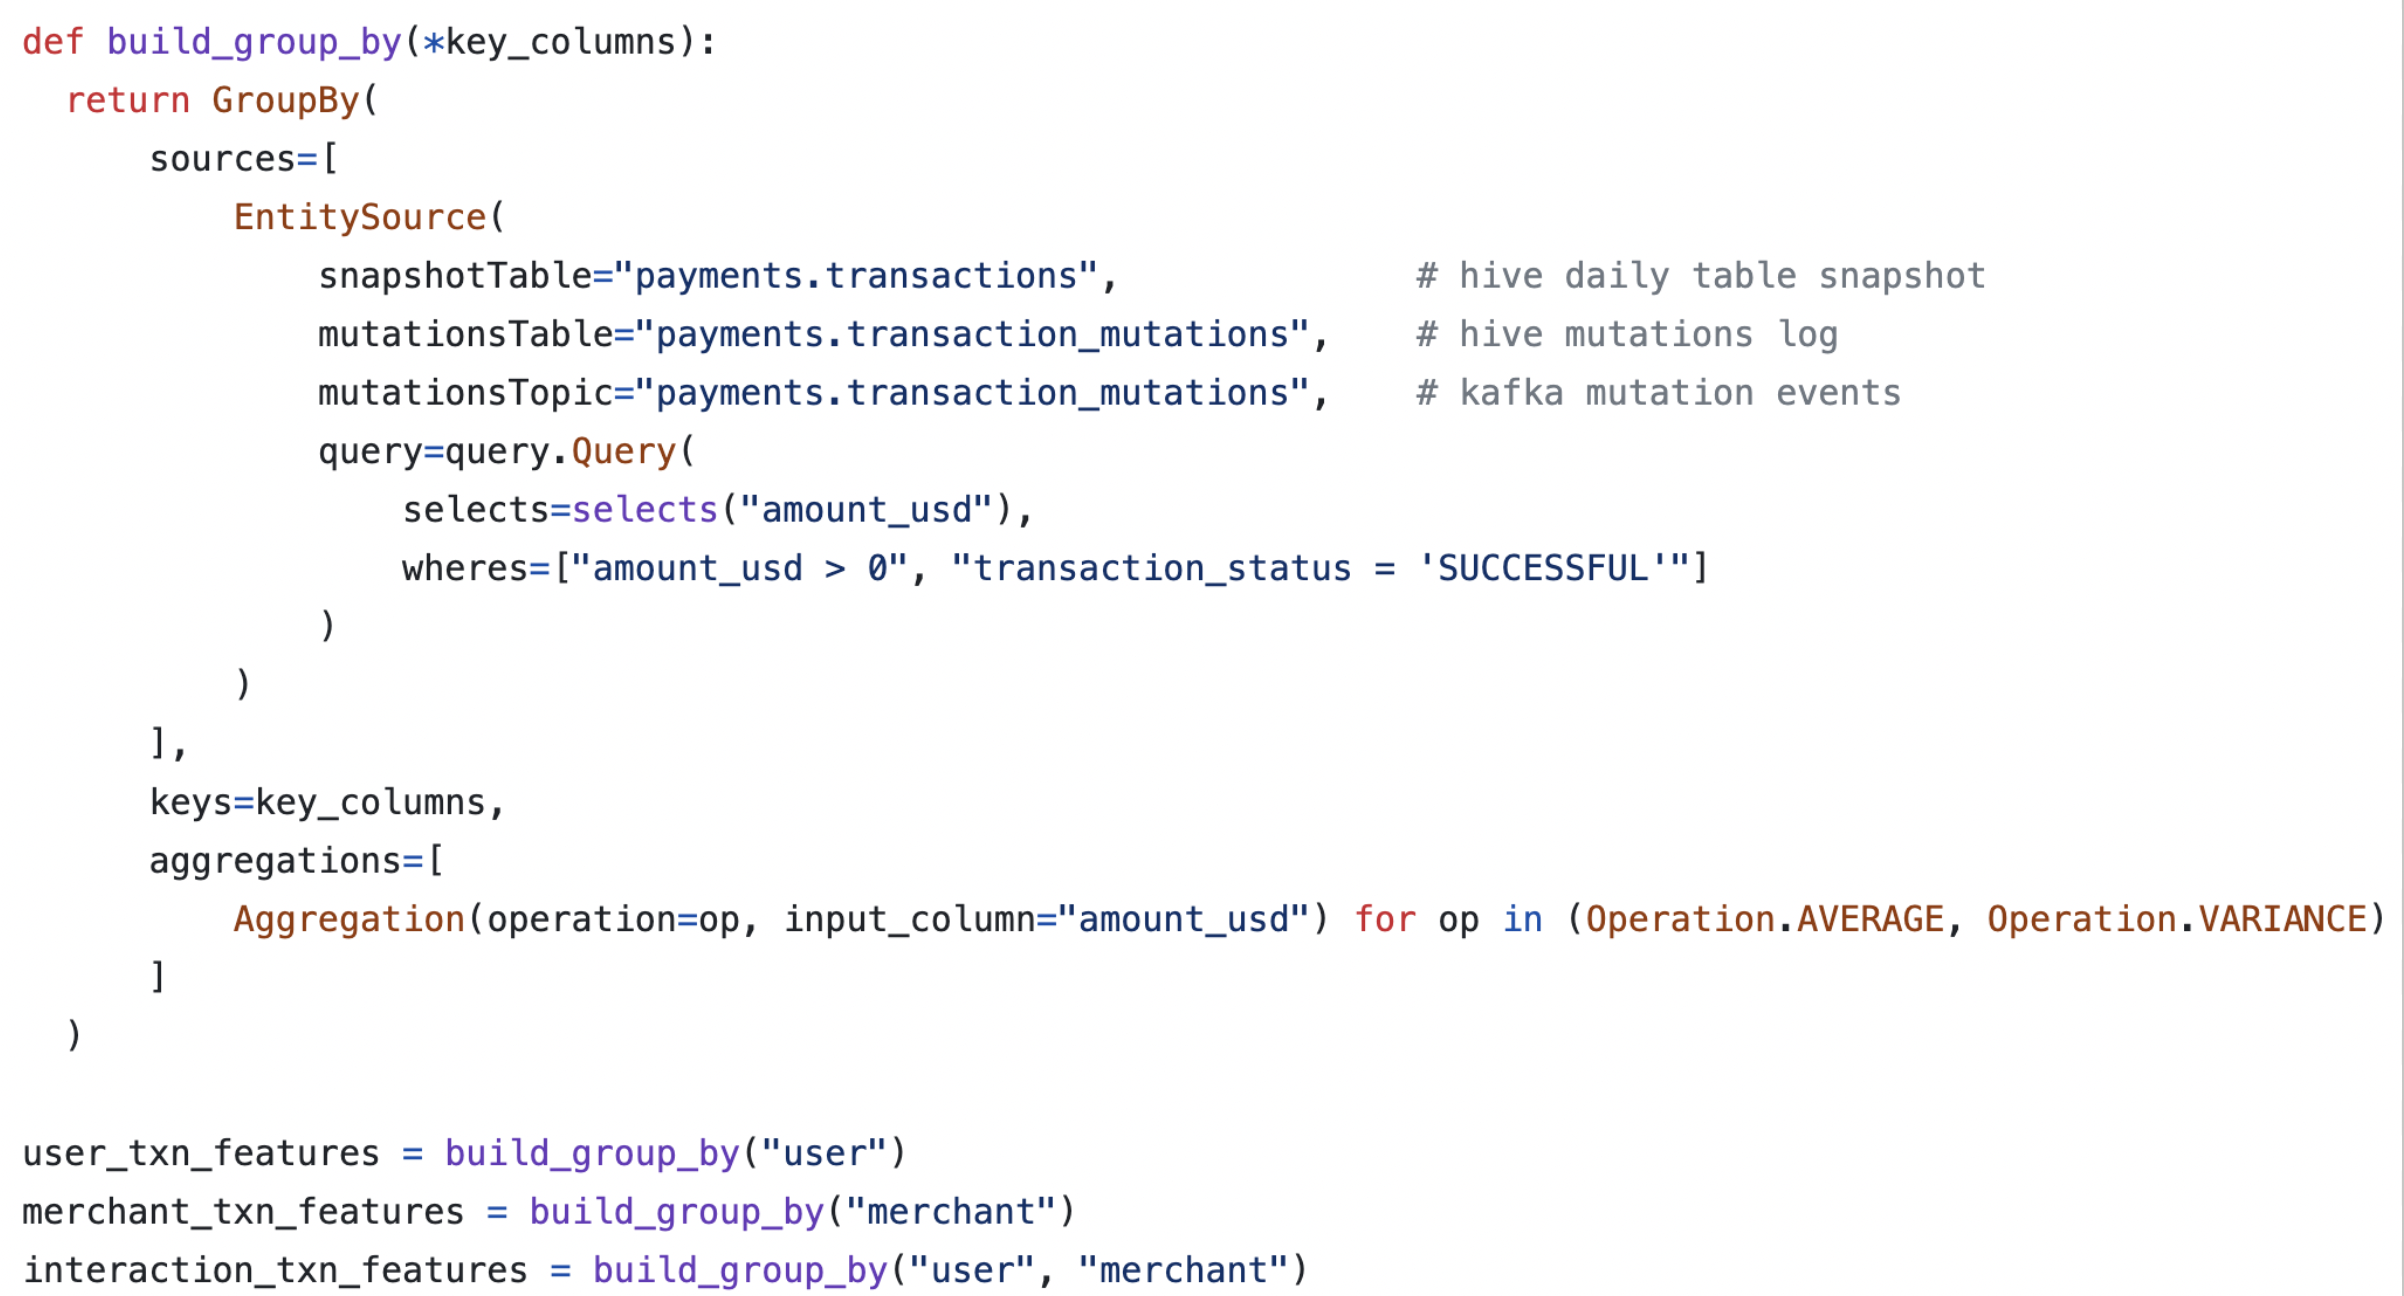 def build_group_by(*key_columns):
  return GroupBy(
      sources=[
          EntitySource(
              snapshotTable="payments.transactions",              # hive daily table snapshot
              mutationsTable="payments.transaction_mutations",    # hive mutations log
              mutationsTopic="payments.transaction_mutations",    # kafka mutation events
              query=query.Query(
                  selects=selects("amount_usd"),
                  wheres=["amount_usd > 0", "transaction_status = 'SUCCESSFUL'"]
              )
          )
      ],
      keys=key_columns,
      aggregations=[
          Aggregation(operation=op, input_column="amount_usd") for op in (Operation.AVERAGE, Operation.VARIANCE)
      ]
  )

user_txn_features = build_group_by("user")
merchant_txn_features = build_group_by("merchant")
interaction_txn_features = build_group_by("user", "merchant")